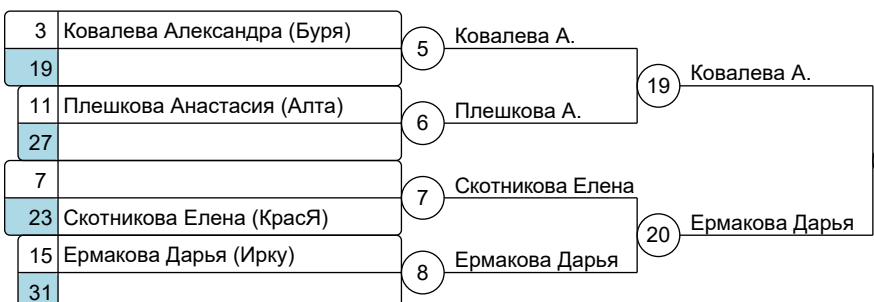 3 Ковалева Александра (Буря)
5 Ковалева А.
19
19 Ковалева А.
11 Плешкова Анастасия (Алта)
6 Плешкова А.
27
7
7 Скотникова Елена
23 Скотникова Елена (КрасЯ)
20 Ермакова Дарья
15 Ермакова Дарья (Ирку)
8 Ермакова Дарья
31